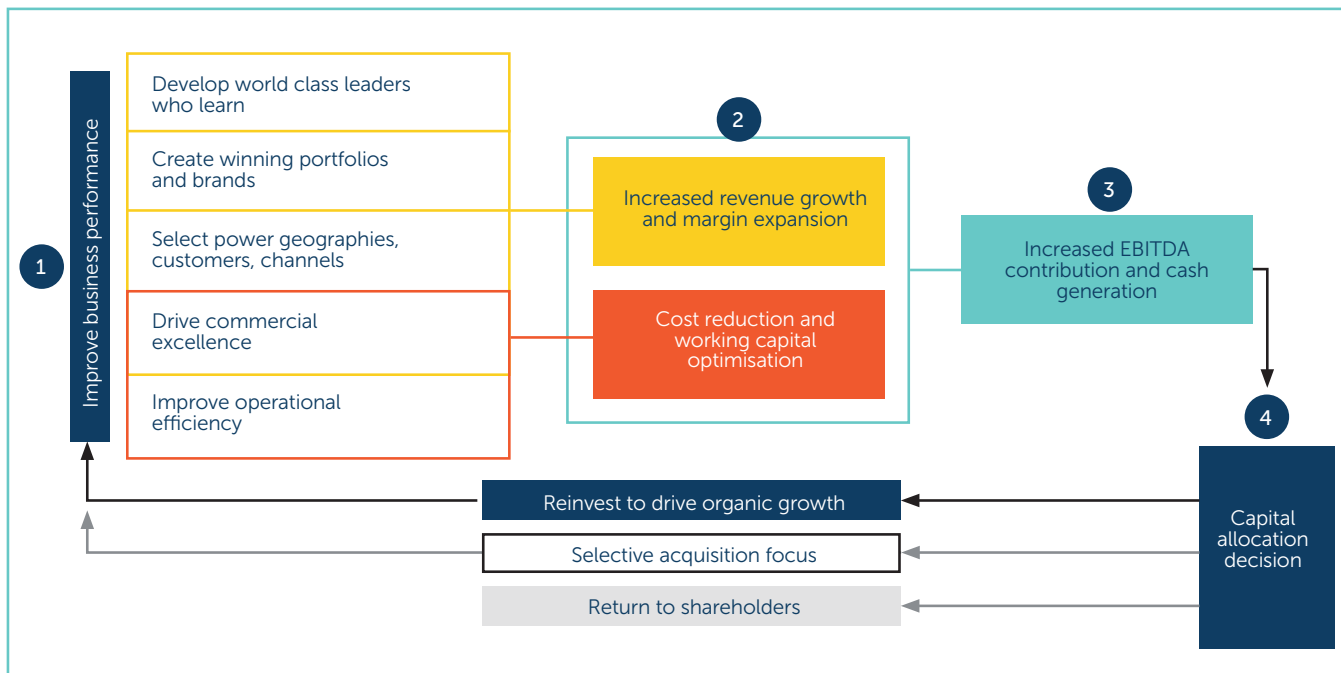 1
Improve business performance
Develop world class leaders
who learn
Create winning portfolios
and brands
Select power geographies,
customers, channels
Drive commercial
excellence
Improve operational
efficiency
2
Increased revenue growth
and margin expansion
Cost reduction and
working capital
optimisation
3
Increased EBITDA
contribution and cash
generation
4
Capital
allocation
decision
Reinvest to drive organic growth
Selective acquisition focus
Return to shareholders